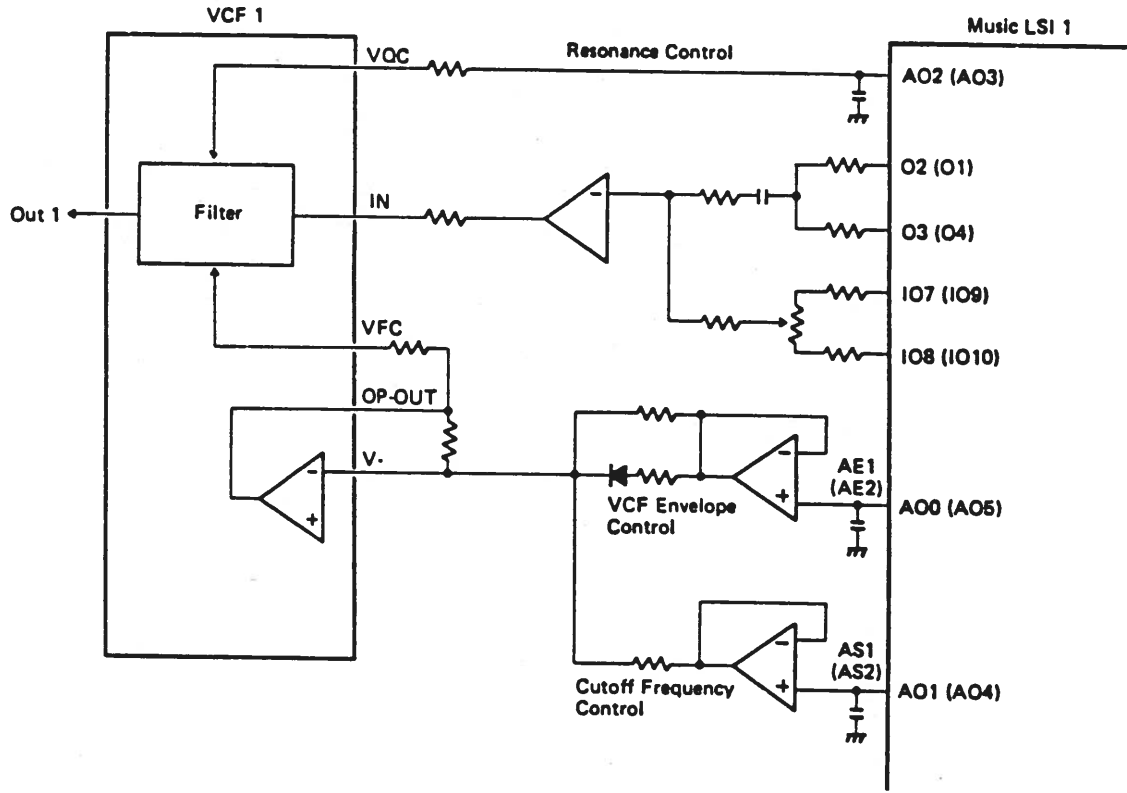 VCF 1
Music LSI 1
VQC
Resonance Control
AO2 (AO3)
O2 (O1)
Out 1
Filter
IN
-
O3 (O4)
IO7 (IO9)
VFC
IO8 (IO10)
OP-OUT
V-
-
+
-
+
AE1
(AE2)
VCF Envelope
Control
AO0 (AO5)
-
+
AS1
(AS2)
Cutoff Frequency
Control
AO1 (AO4)